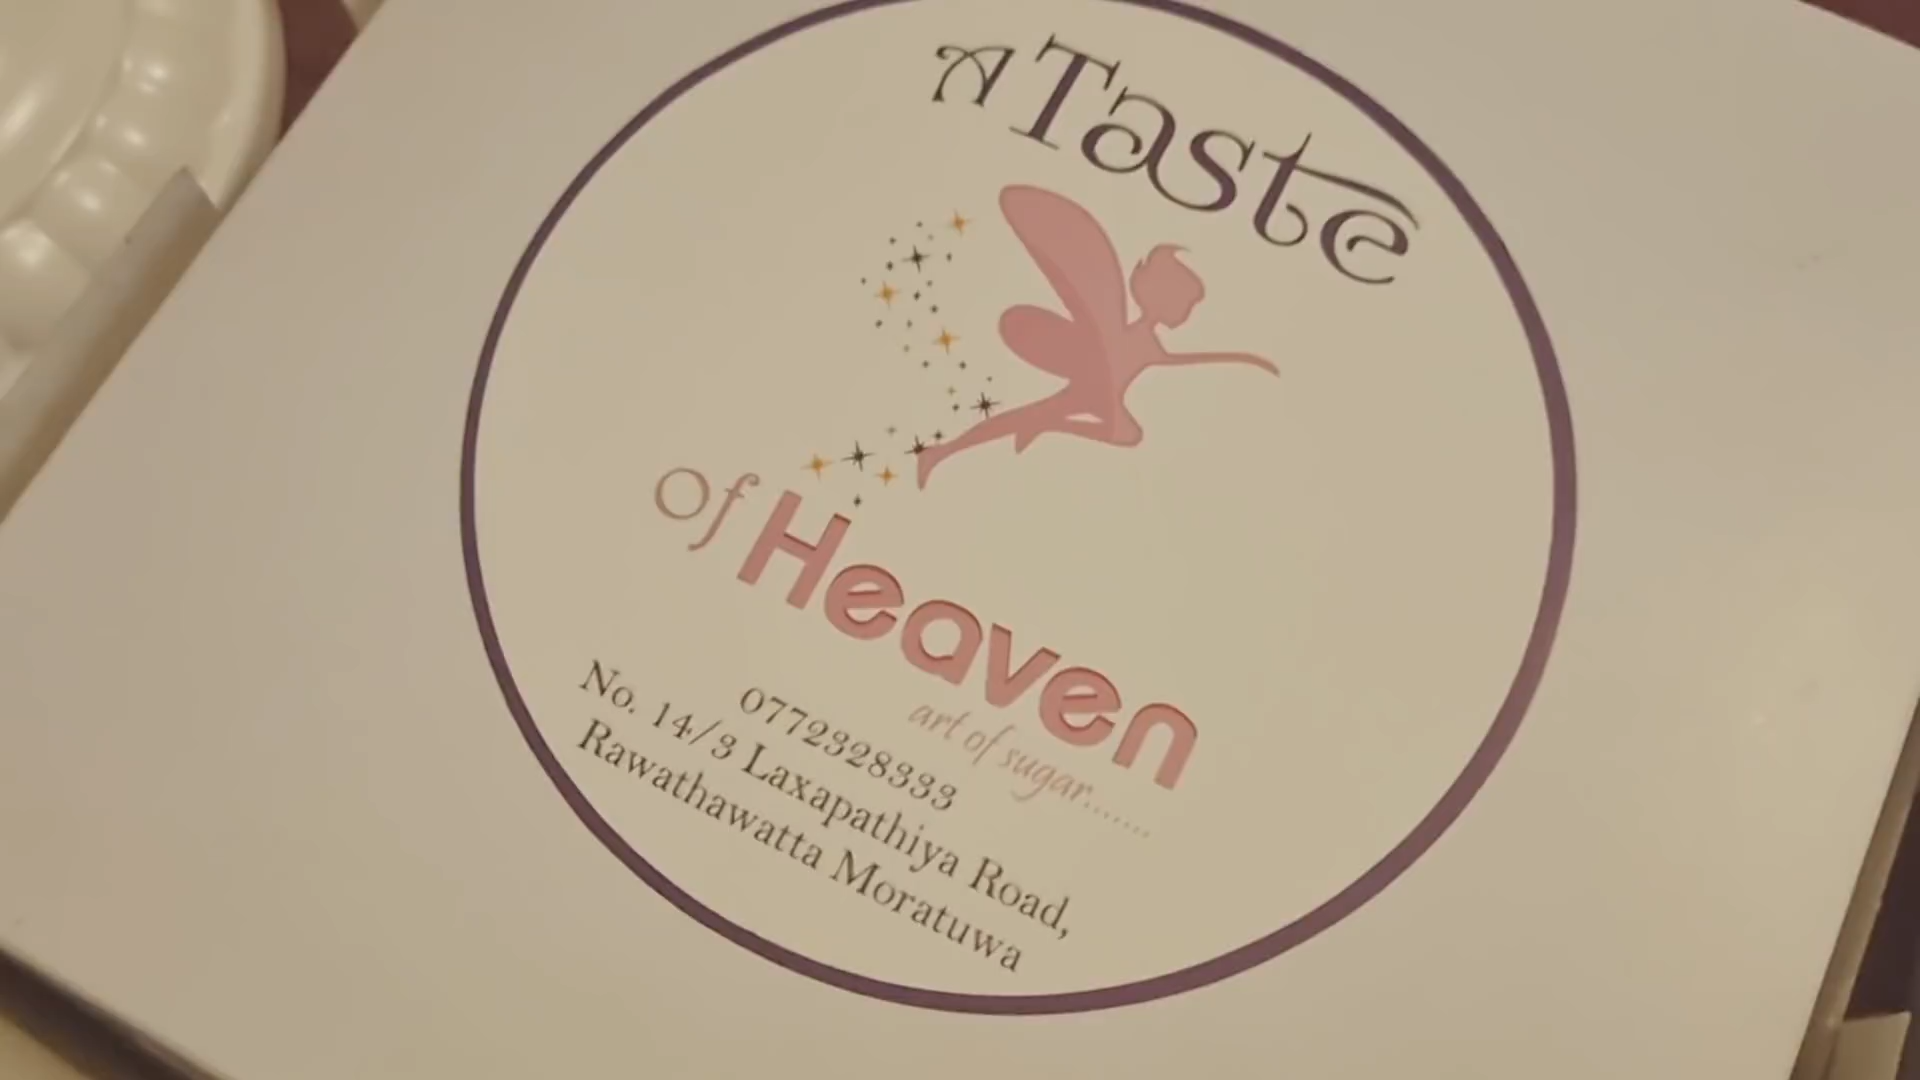 A Taste
of Heaven
art of sugar.......
0772328333
No. 14/3 Laxapathiya Road,
Rawathawatta Moratuwa